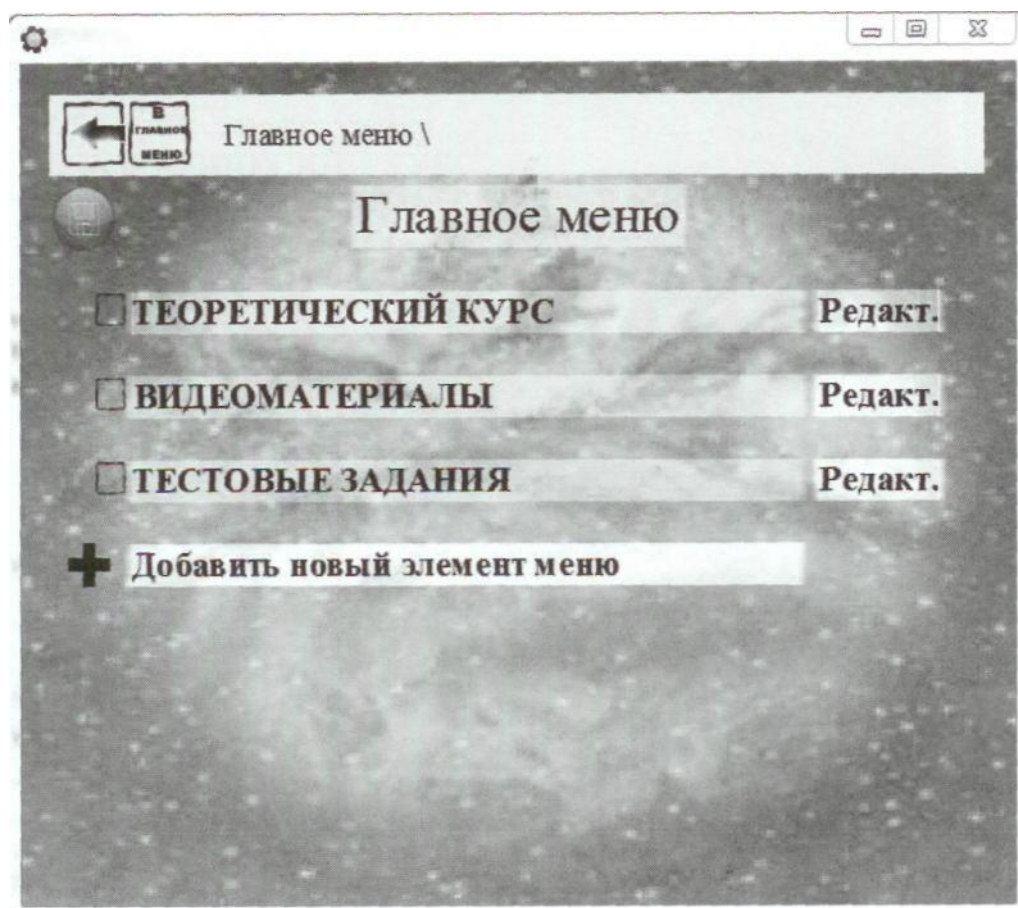 В
ГЛАВНОЕ
МЕНЮ
Главное меню \
Главное меню
ТЕОРЕТИЧЕСКИЙ КУРС Редакт.
ВИДЕОМАТЕРИАЛЫ Редакт.
ТЕСТОВЫЕ ЗАДАНИЯ Редакт.
Добавить новый элемент меню